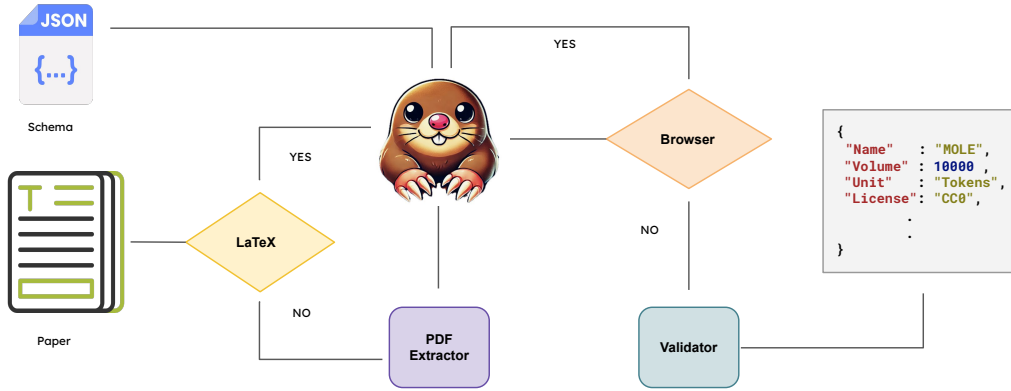 JSON
{...}
Schema
YES
Browser
YES
T
LaTeX
NO
NO
Paper
PDF
Extractor
Validator
{
"Name" : "MOLE",
"Volume" : 10000 ,
"Unit" : "Tokens",
"License": "CC0",
.
.
}